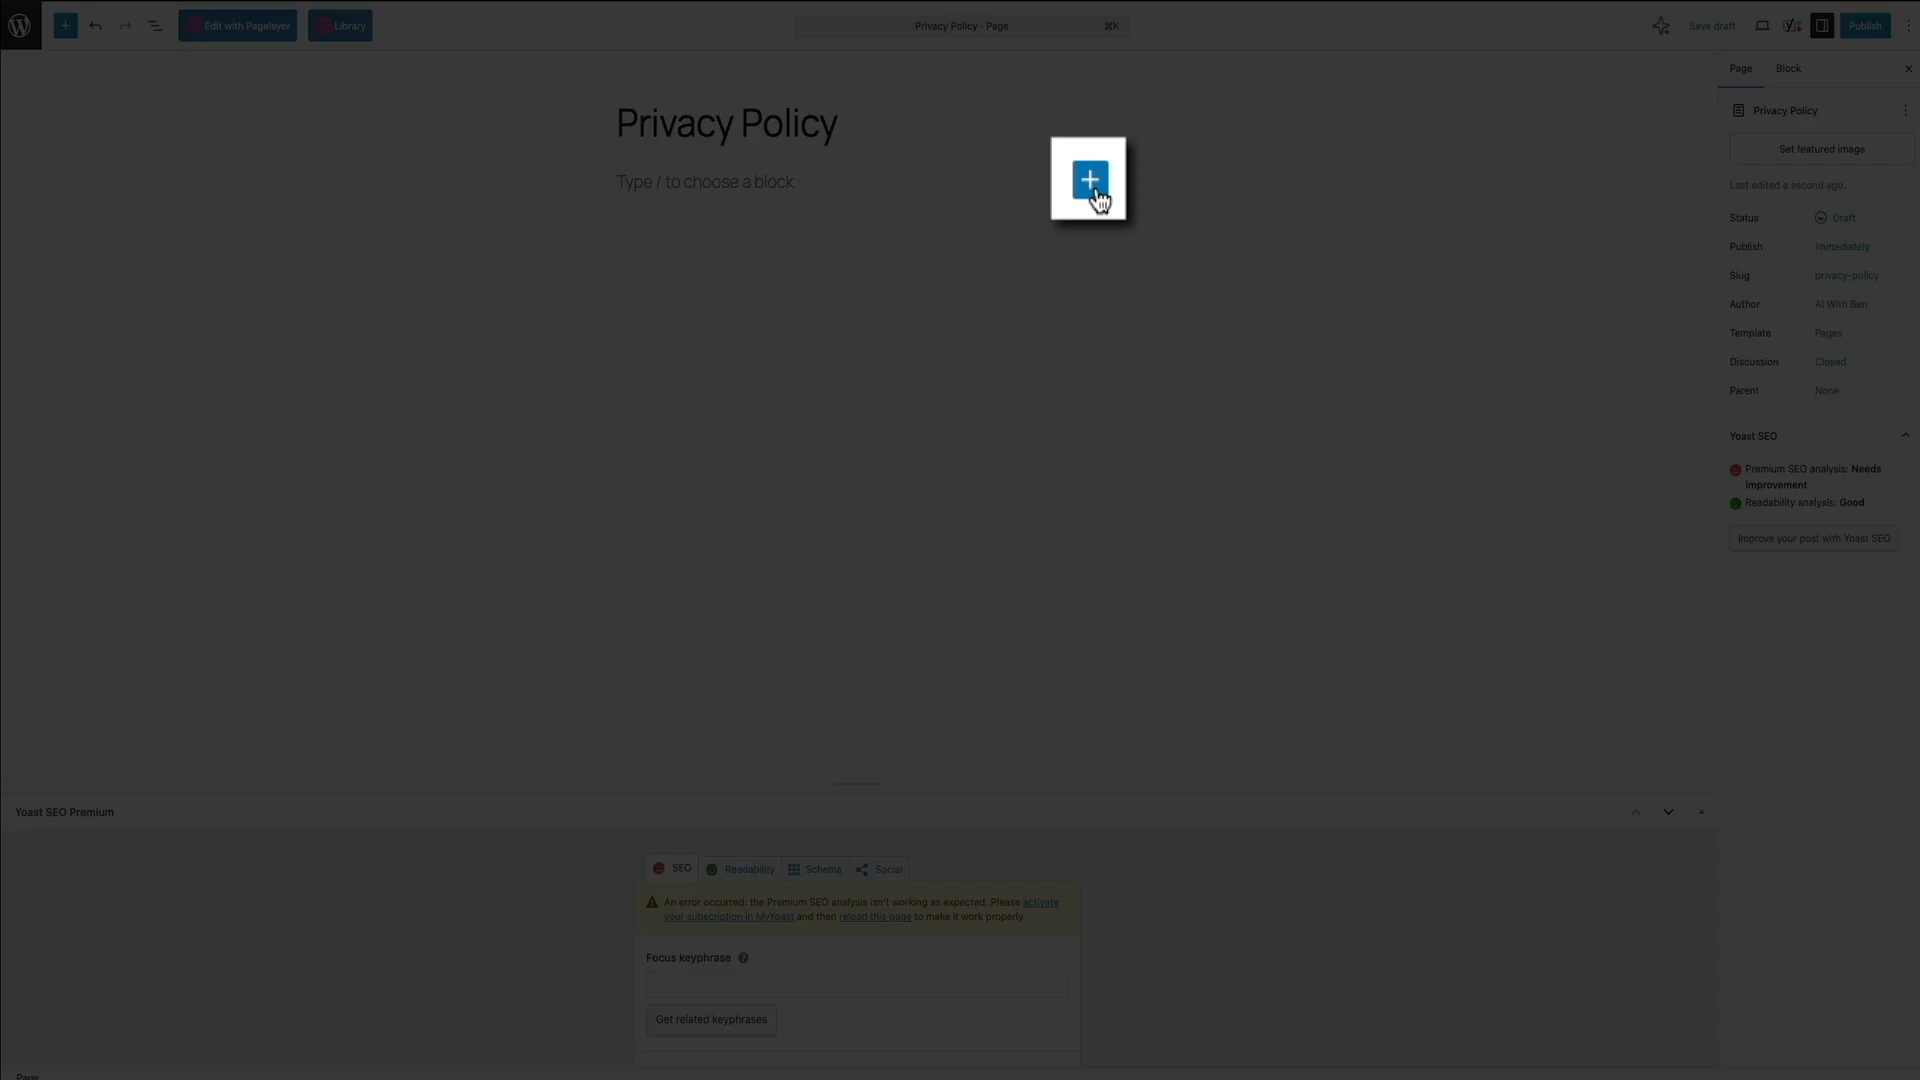 Edit with Pagelayer
Library
Privacy Policy · Page
⌘K
Save draft
Publish
Page
Block
Privacy Policy
Set featured image
Last edited a second ago.
Status
Draft
Publish
Immediately
Slug
privacy-policy
Author
AI With Ben
Template
Pages
Discussion
Closed
Parent
None
Yoast SEO
Premium SEO analysis: Needs
improvement
Readability analysis: Good
Improve your post with Yoast SEO
Privacy Policy
Type / to choose a block
Yoast SEO Premium
SEO
Readability
Schema
Social
An error occurred: the Premium SEO analysis isn't working as expected. Please activate
your subscription in MyYoast and then reload this page to make it work properly.
Focus keyphrase
Get related keyphrases
Page